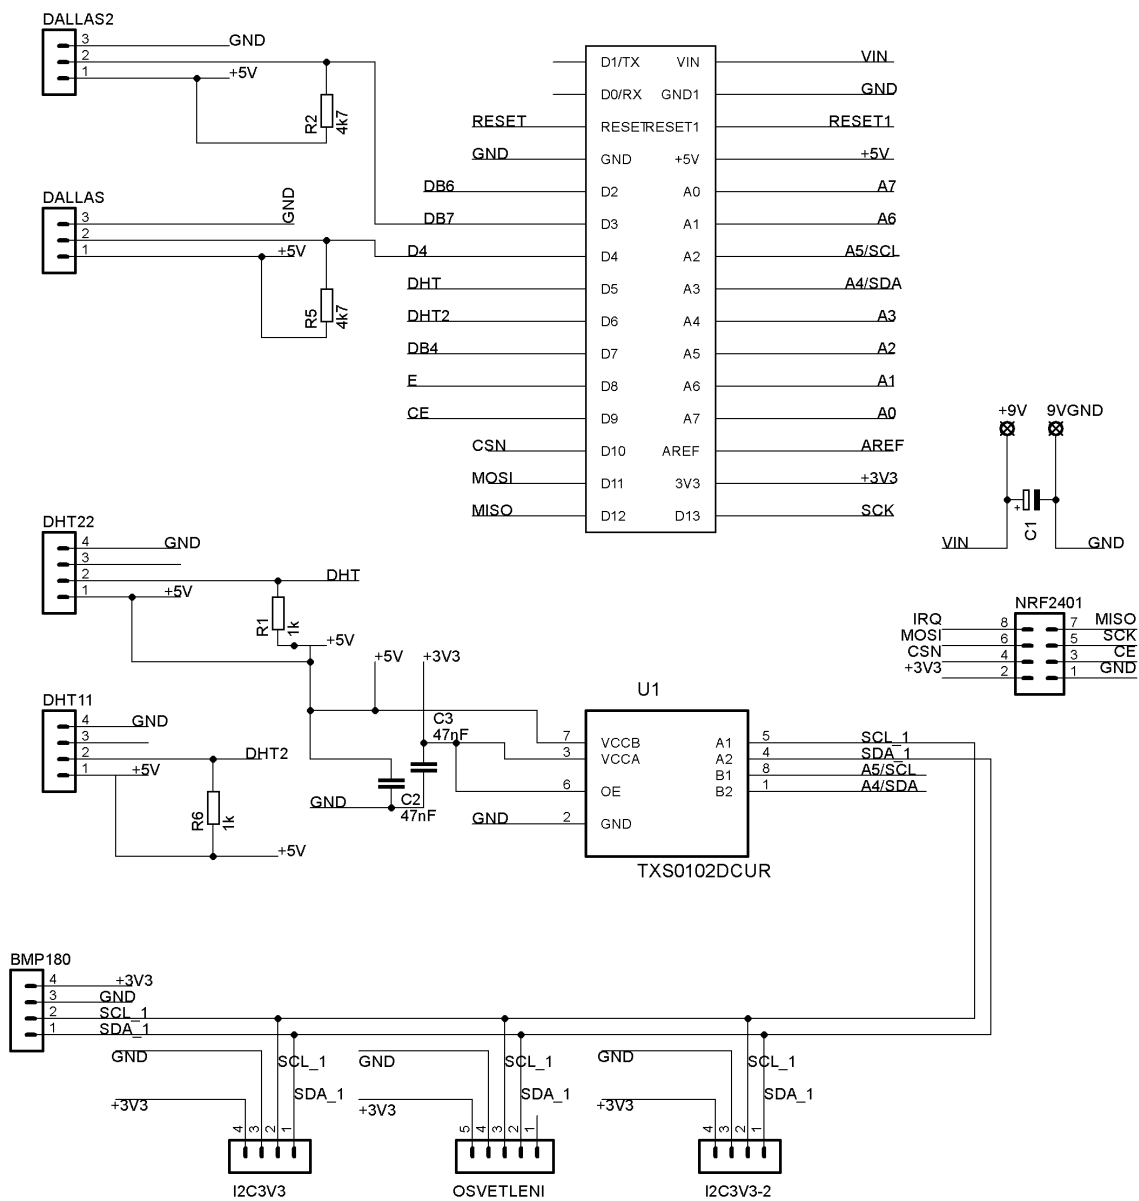 DALLAS2
3 GND
2
1 +5V
R2
4k7
DALLAS
3 GND
2
1 +5V
R5
4k7
D1/TX VIN VIN
D0/RX GND1 GND
RESET RESET RESET1 RESET1
GND GND +5V +5V
DB6 D2 A0 A7
DB7 D3 A1 A6
D4 D4 A2 A5/SCL
DHT D5 A3 A4/SDA
DHT2 D6 A4 A3
DB4 D7 A5 A2
E D8 A6 A1
CE D9 A7 A0
CSN D10 AREF AREF
MOSI D11 3V3 +3V3
MISO D12 D13 SCK
+9V 9VGND
+
C1
VIN GND
DHT22
4 GND
3
2 DHT
1 +5V
R1
1k
+5V
NRF2401
IRQ 8 7 MISO
MOSI 6 5 SCK
CSN 4 3 CE
+3V3 2 1 GND
DHT11
4 GND
3
2 DHT2
1 +5V
R6
1k
+5V
+5V +3V3
C3
47nF
GND
C2
47nF
U1
7 VCCB A1 5 SCL_1
3 VCCA A2 4 SDA_1
B1 8 A5/SCL
6 OE B2 1 A4/SDA
GND 2 GND
TXS0102DCUR
BMP180
4 +3V3
3 GND
2 SCL_1
1 SDA_1
GND SCL_1
SDA_1
+3V3
4 3 2 1
I2C3V3
GND SCL_1
SDA_1
+3V3
5 4 3 2 1
OSVETLENI
GND SCL_1
SDA_1
+3V3
4 3 2 1
I2C3V3-2